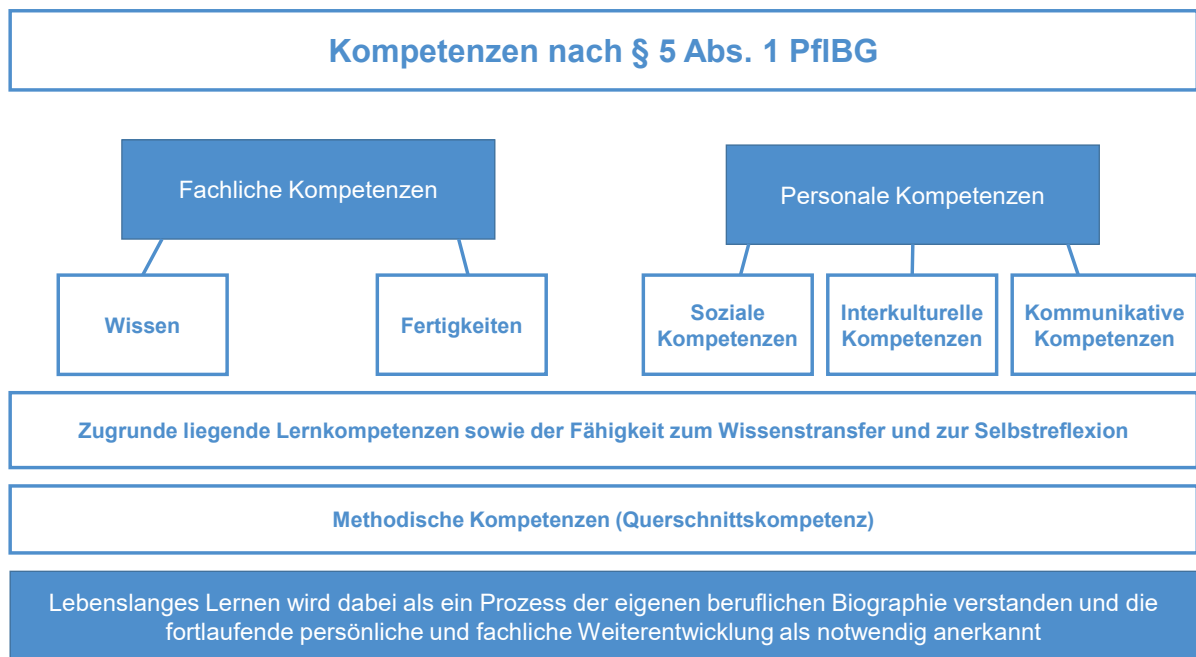 Kompetenzen nach § 5 Abs. 1 PflBG
Fachliche Kompetenzen
Personale Kompetenzen
Wissen
Fertigkeiten
Soziale
Kompetenzen
Interkulturelle
Kompetenzen
Kommunikative
Kompetenzen
Zugrunde liegende Lernkompetenzen sowie der Fähigkeit zum Wissenstransfer und zur Selbstreflexion
Methodische Kompetenzen (Querschnittskompetenz)
Lebenslanges Lernen wird dabei als ein Prozess der eigenen beruflichen Biographie verstanden und die
fortlaufende persönliche und fachliche Weiterentwicklung als notwendig anerkannt